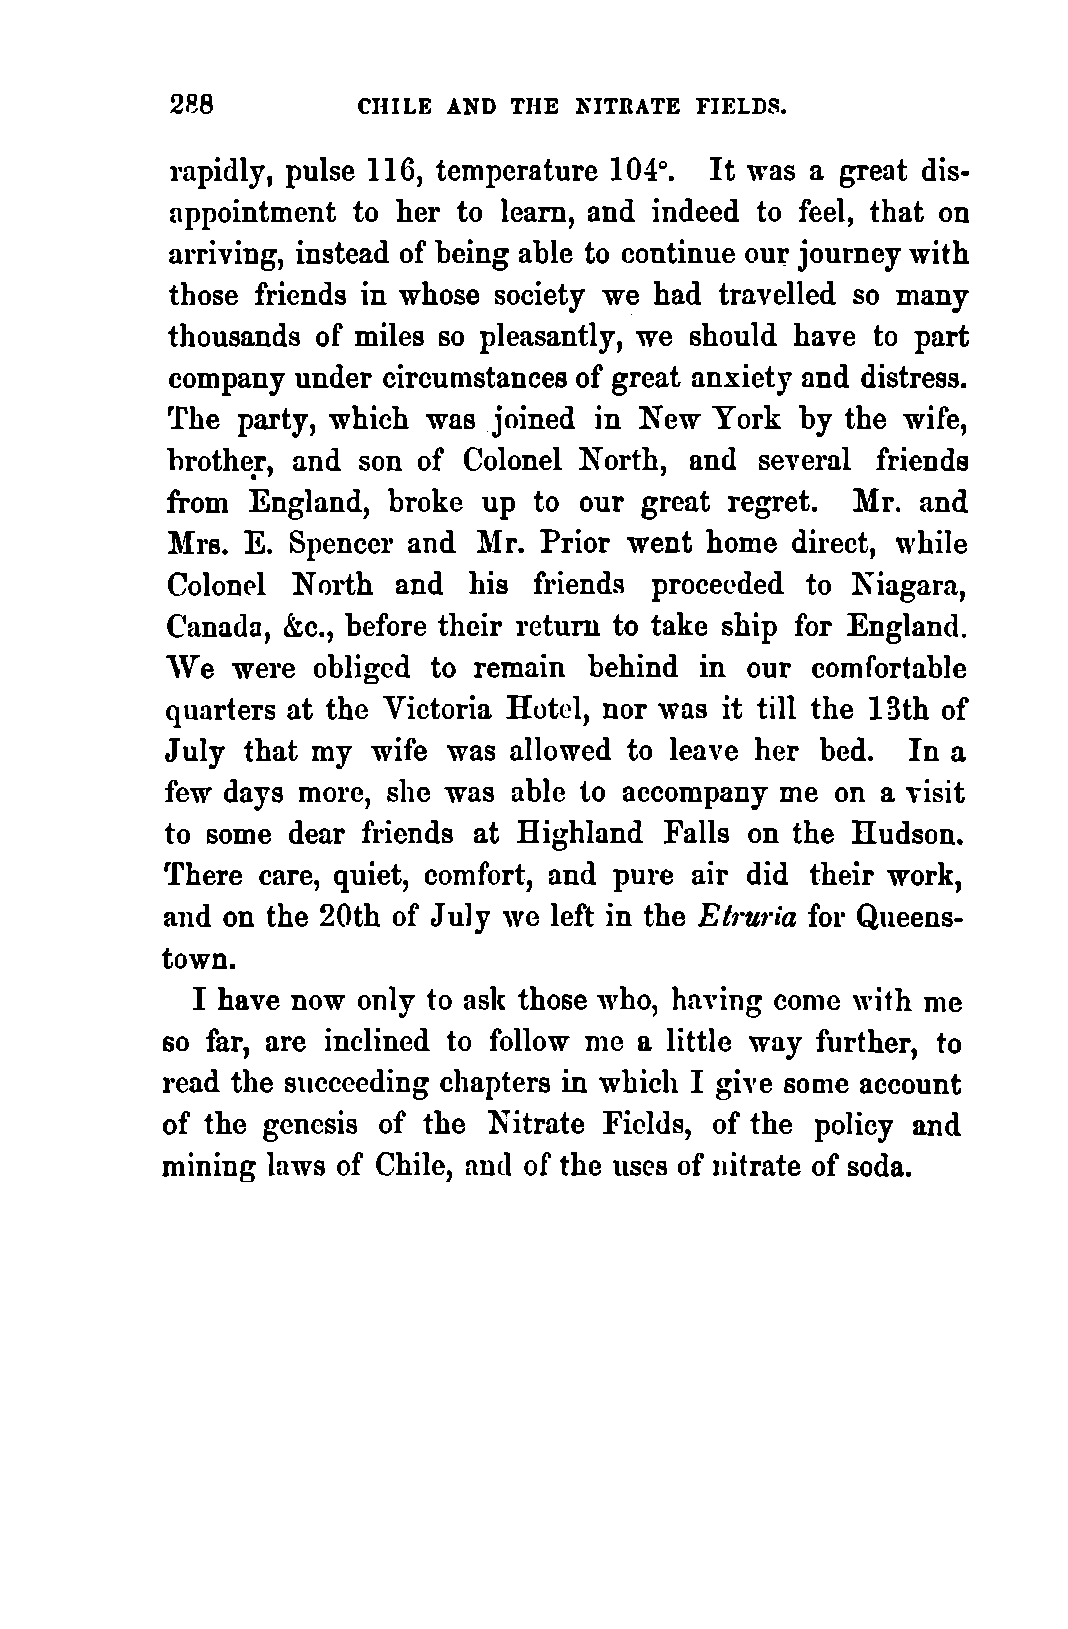 288 CHILE AND THE NITRATE FIELDS.
rapidly, pulse 116, temperature 104°. It was a great dis-
appointment to her to learn, and indeed to feel, that on
arriving, instead of being able to continue our journey with
those friends in whose society we had travelled so many
thousands of miles so pleasantly, we should have to part
company under circumstances of great anxiety and distress.
The party, which was joined in New York by the wife,
brother, and son of Colonel North, and several friends
from England, broke up to our great regret. Mr. and
Mrs. E. Spencer and Mr. Prior went home direct, while
Colonel North and his friends proceeded to Niagara,
Canada, &c., before their return to take ship for England.
We were obliged to remain behind in our comfortable
quarters at the Victoria Hotel, nor was it till the 13th of
July that my wife was allowed to leave her bed. In a
few days more, she was able to accompany me on a visit
to some dear friends at Highland Falls on the Hudson.
There care, quiet, comfort, and pure air did their work,
and on the 20th of July we left in the Etruria for Queens-
town.
I have now only to ask those who, having come with me
so far, are inclined to follow me a little way further, to
read the succeeding chapters in which I give some account
of the genesis of the Nitrate Fields, of the policy and
mining laws of Chile, and of the uses of nitrate of soda.